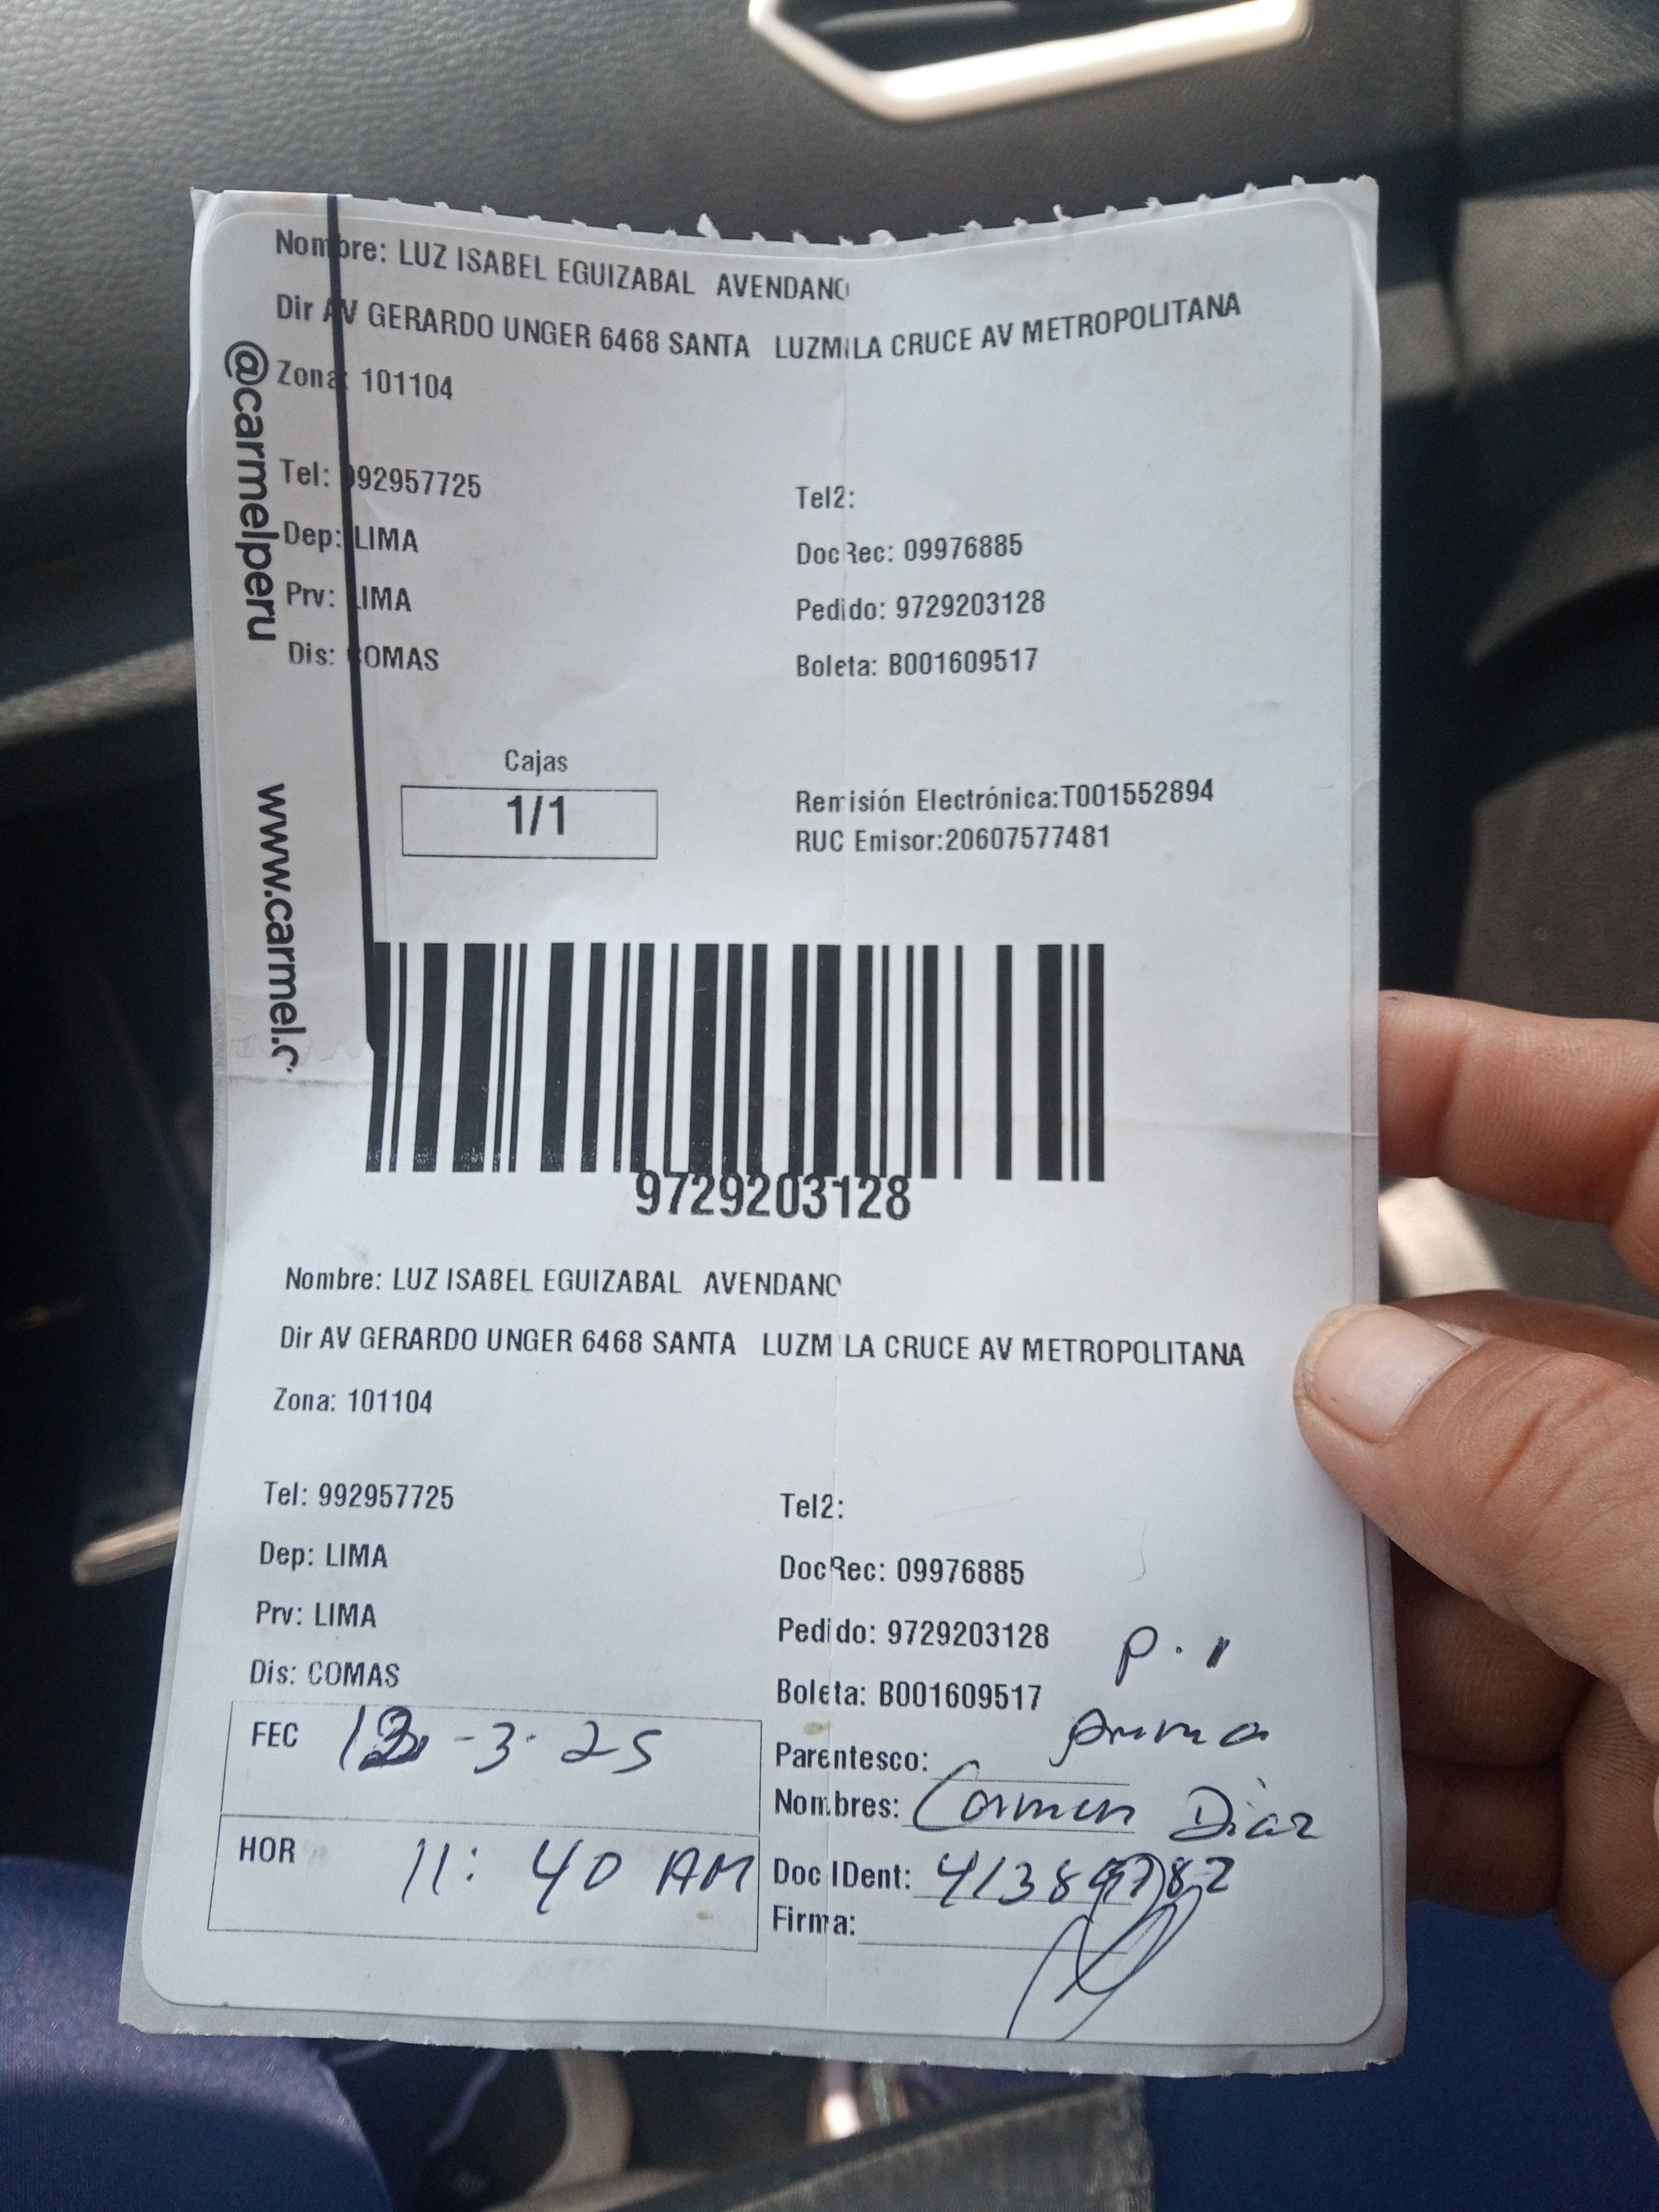 Nombre: LUZ ISABEL EGUIZABAL AVENDANO
Dir AV GERARDO UNGER 6468 SANTA LUZMILA CRUCE AV METROPOLITANA
Zona: 101104
@carmelperu
Tel: 992957725
Tel2:
Dep: LIMA
DocRec: 09976885
Prv: LIMA
Pedido: 9729203128
Dis: COMAS
Boleta: B001609517
Cajas
1/1
Remisión Electrónica:T001552894
RUC Emisor:20607577481
www.carmel.c
9729203128
Nombre: LUZ ISABEL EGUIZABAL AVENDANO
Dir AV GERARDO UNGER 6468 SANTA LUZMILA CRUCE AV METROPOLITANA
Zona: 101104
Tel: 992957725
Tel2:
Dep: LIMA
DocRec: 09976885
Prv: LIMA
Pedido: 9729203128
P.1
Dis: COMAS
Boleta: B001609517
FEC 12-3-25
Parentesco: prima
Nombres: Carmen Diaz
HOR 11:40 AM
Doc IDent:
Firma: